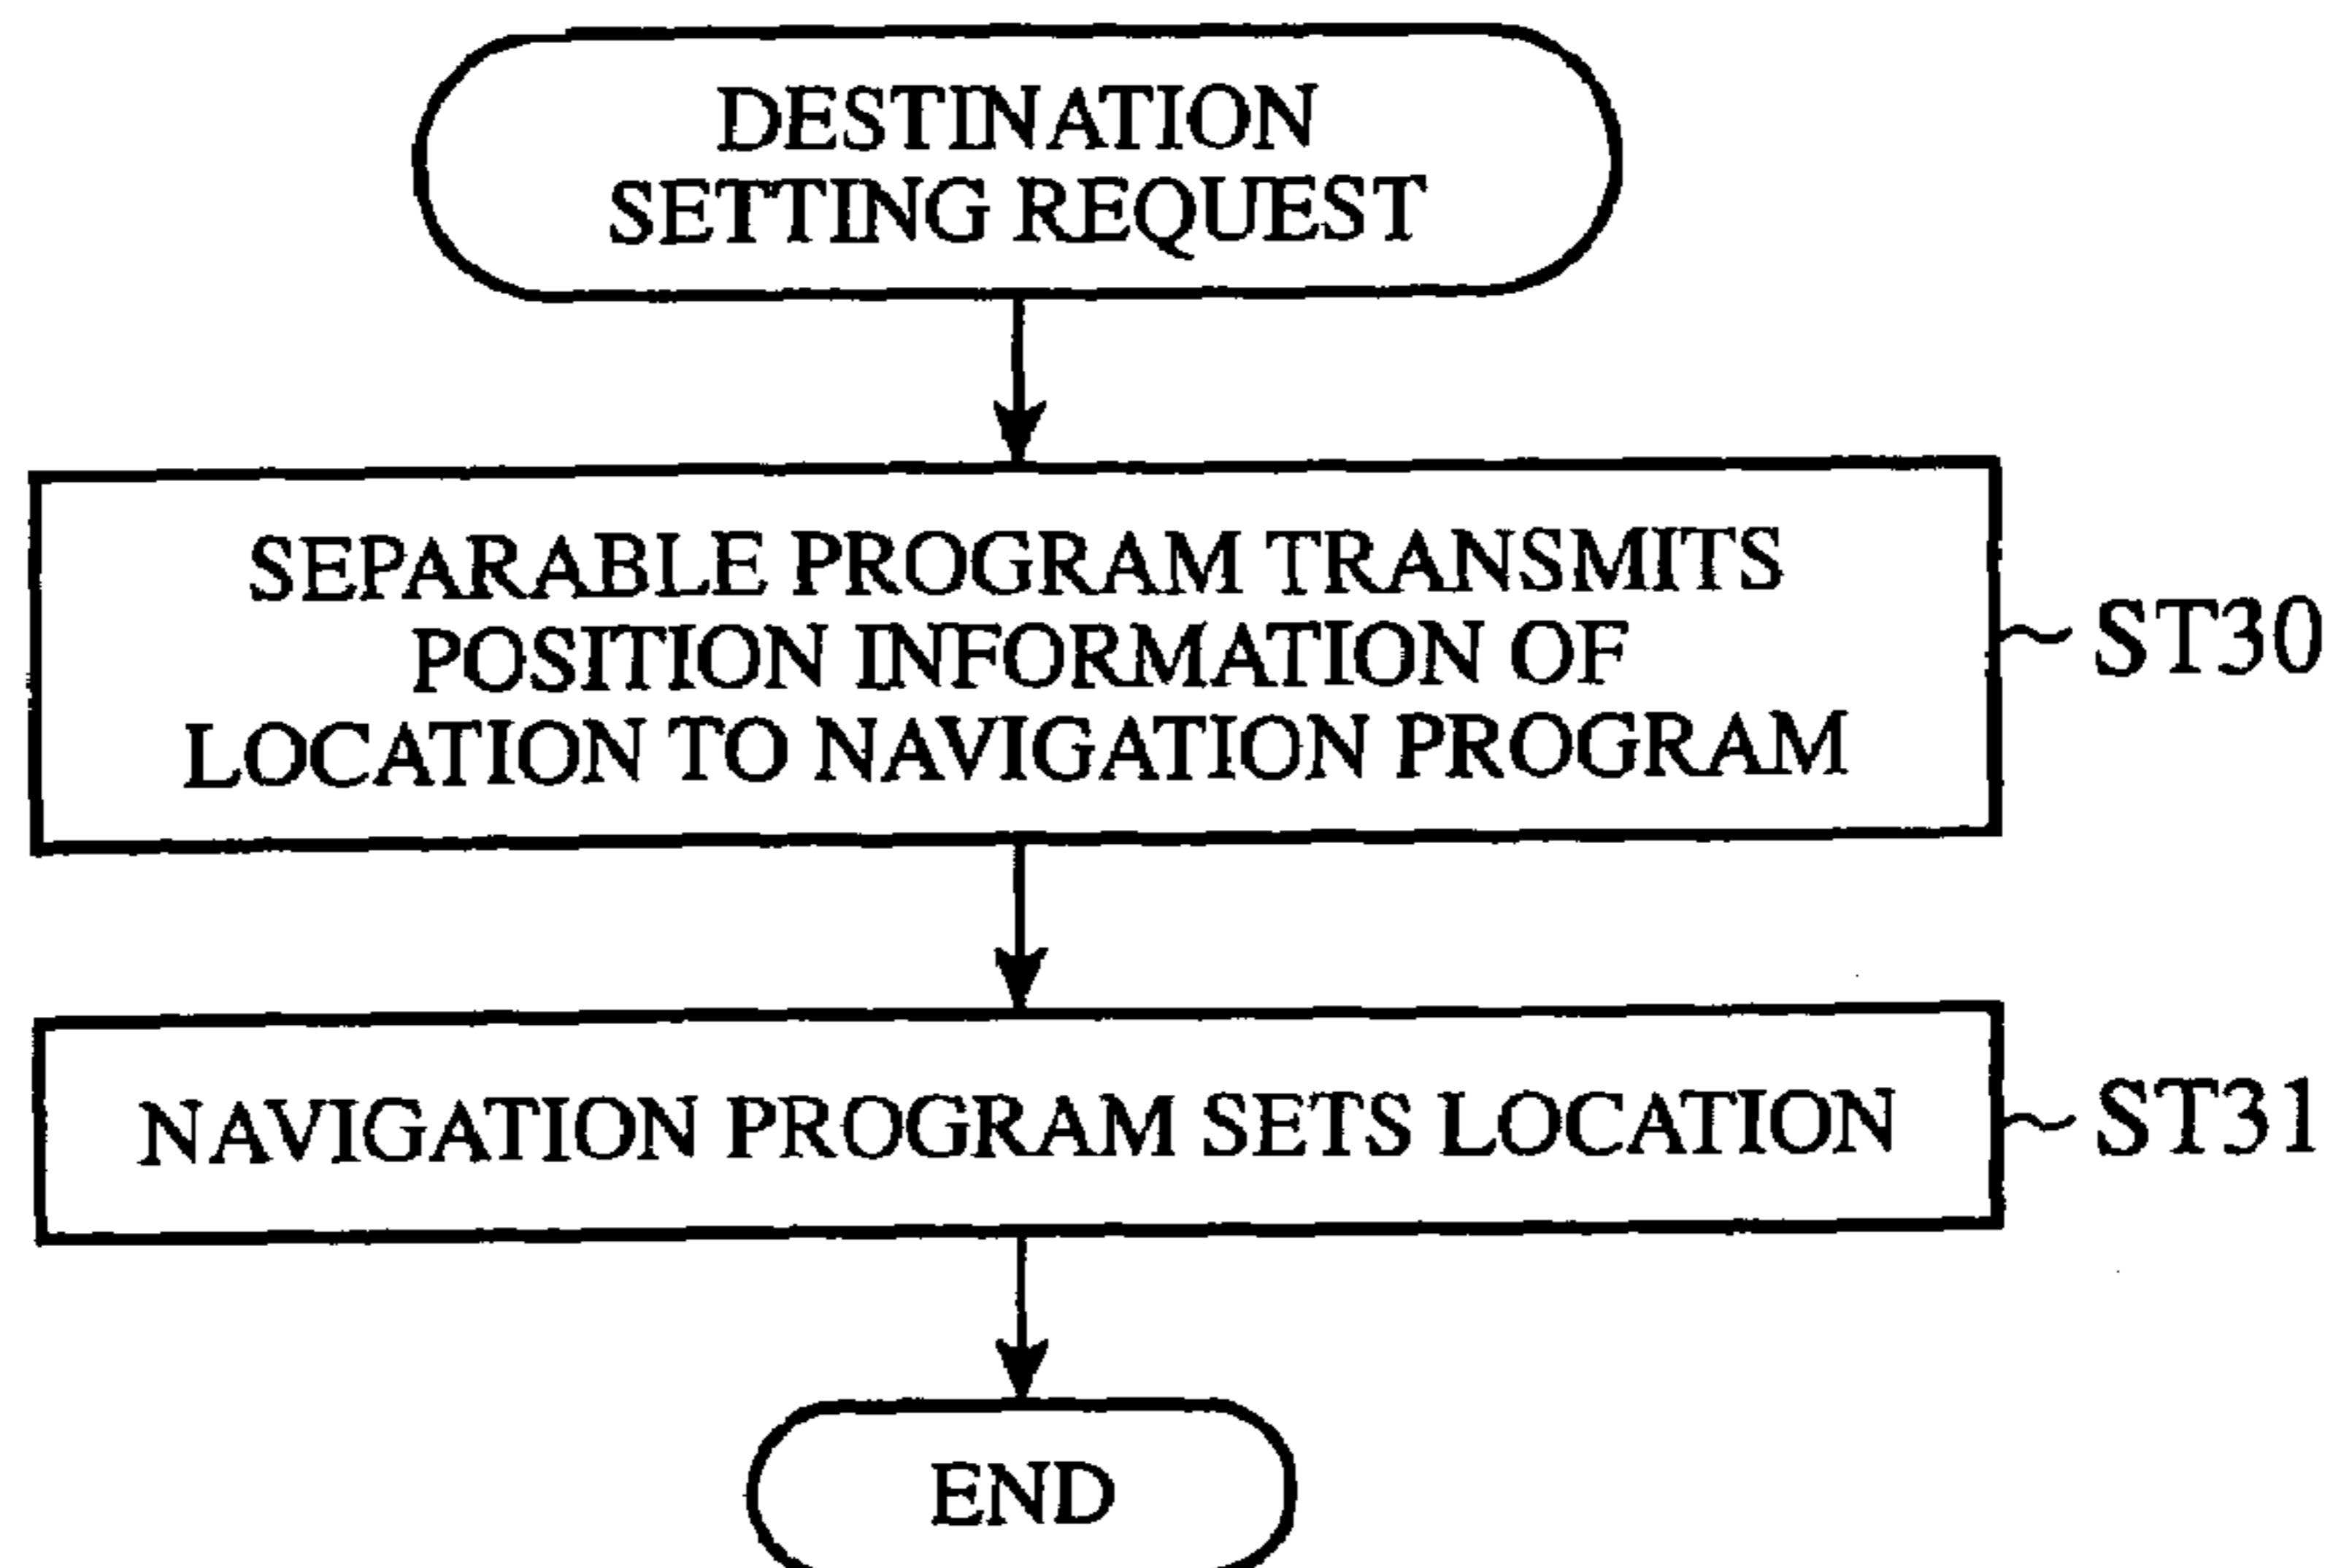 DESTINATION
SETTING REQUEST
SEPARABLE PROGRAM TRANSMITS
POSITION INFORMATION OF
LOCATION TO NAVIGATION PROGRAM
ST30
NAVIGATION PROGRAM SETS LOCATION
ST31
END